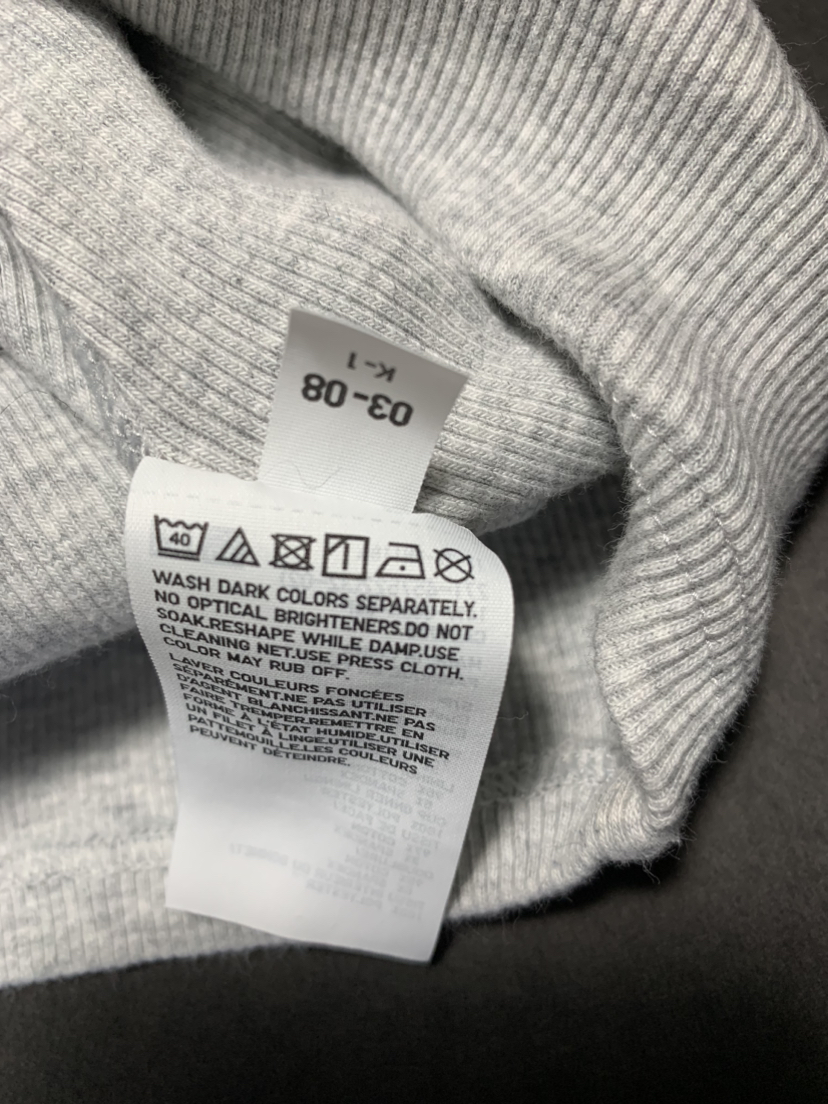 K-1
03-08
40
WASH DARK COLORS SEPARATELY.
NO OPTICAL BRIGHTENERS.DO NOT
SOAK.RESHAPE WHILE DAMP.USE
CLEANING NET.USE PRESS CLOTH.
COLOR MAY RUB OFF.
LAVER COULEURS FONCÉES
SÉPARÉMENT.NE PAS UTILISER
D'AGENT BLANCHISSANT.NE PAS
FAIRE TREMPER.REMETTRE EN
FORME À L'ÉTAT HUMIDE.UTILISER
UN FILET À LINGE.UTILISER UNE
PATTEMOUILLE.LES COULEURS
PEUVENT DÉTEINDRE.